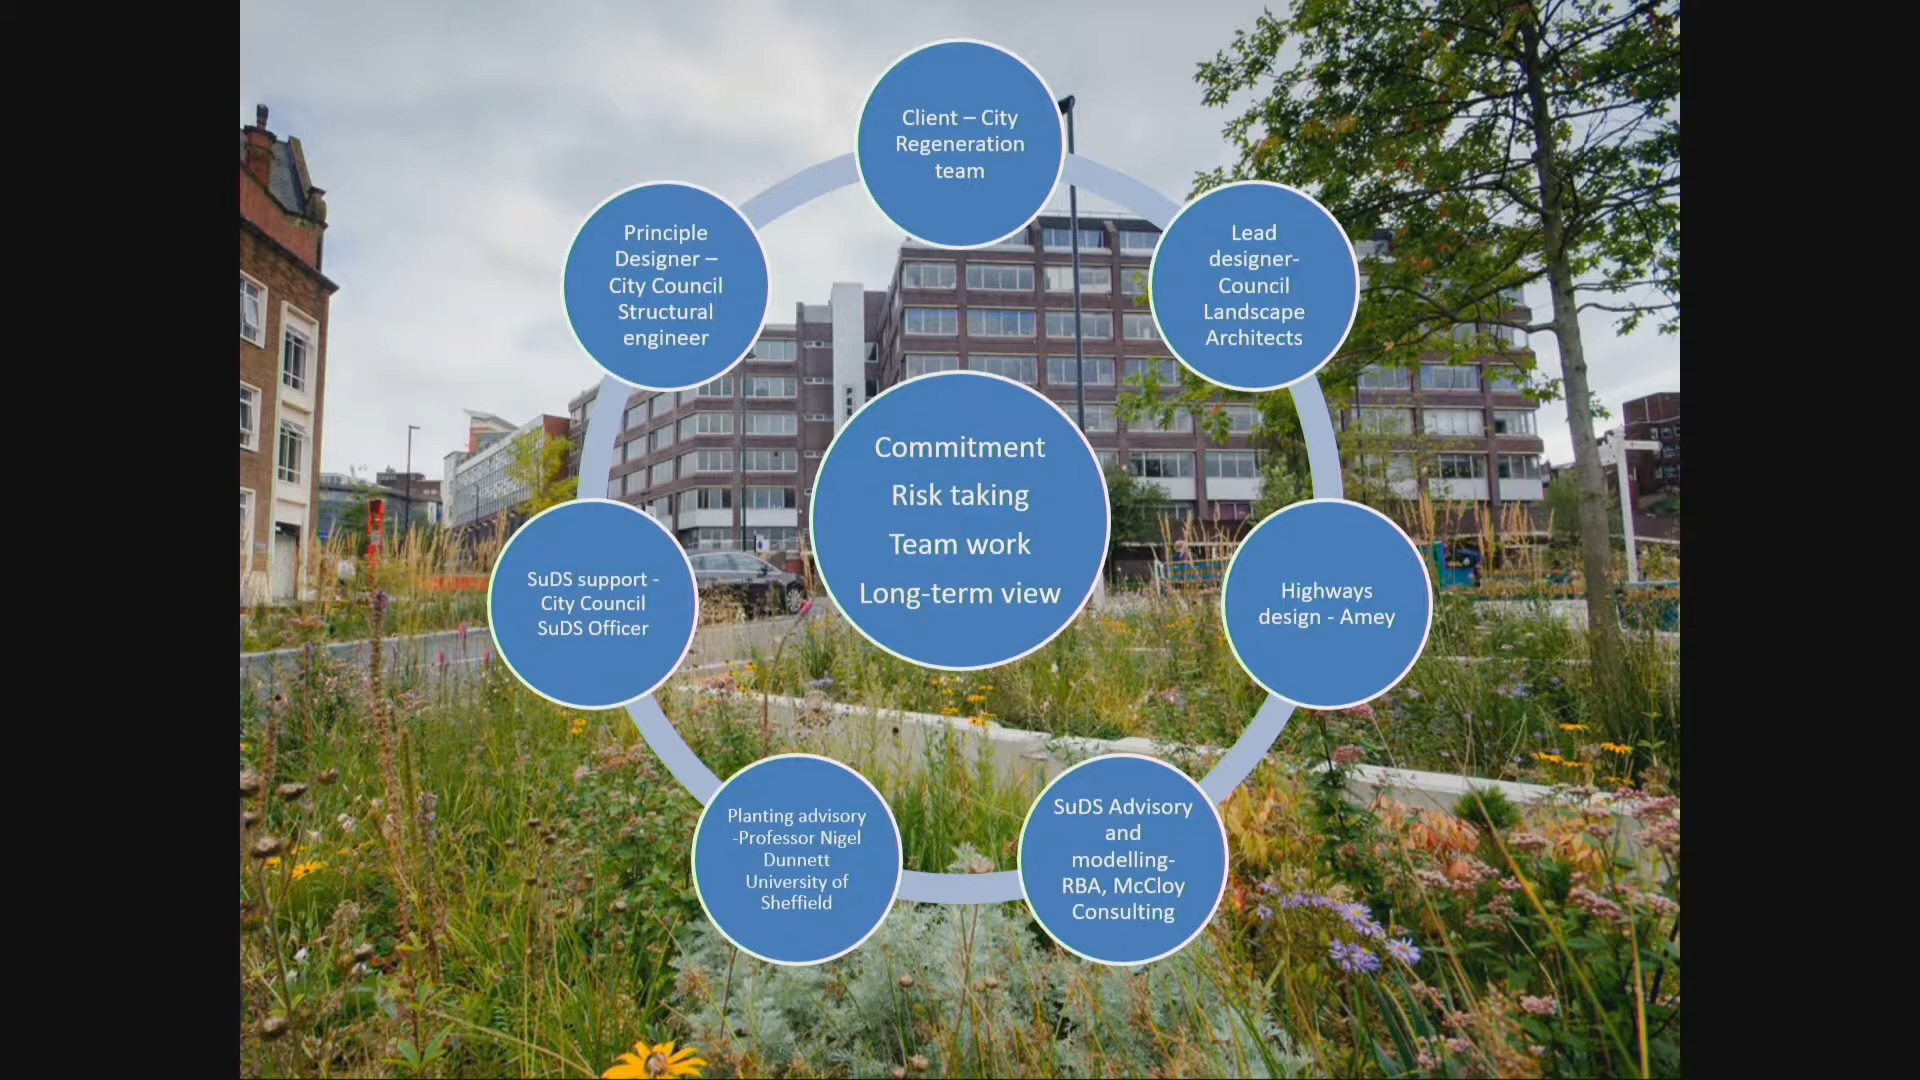 Client – City
Regeneration
team
Lead
designer-
Council
Landscape
Architects
Highways
design - Amey
SuDS Advisory
and
modelling-
RBA, McCloy
Consulting
Planting advisory
-Professor Nigel
Dunnett
University of
Sheffield
SuDS support -
City Council
SuDS Officer
Principle
Designer –
City Council
Structural
engineer
Commitment
Risk taking
Team work
Long-term view